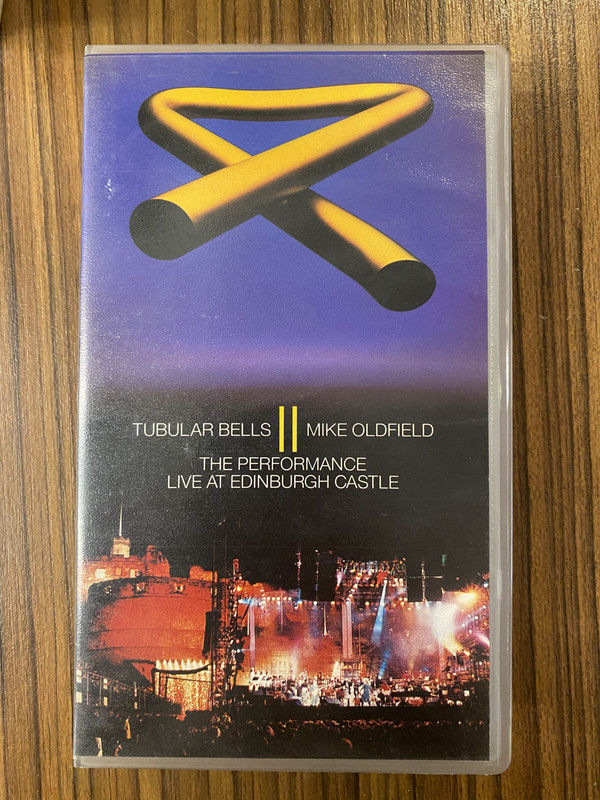 TUBULAR BELLS II MIKE OLDFIELD
THE PERFORMANCE
LIVE AT EDINBURGH CASTLE